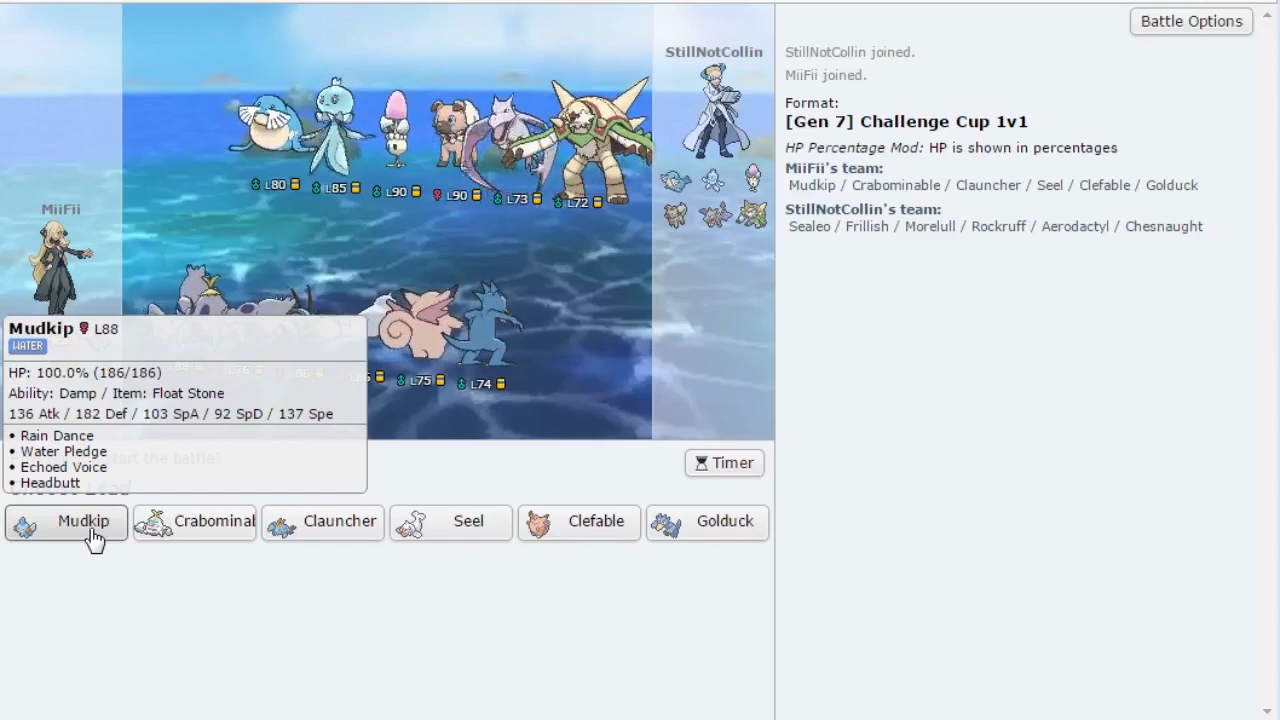 Battle Options
StillNotCollin
StillNotCollin joined.
MiiFii joined.
Format:
[Gen 7] Challenge Cup 1v1
HP Percentage Mod: HP is shown in percentages
MiiFii's team:
Mudkip / Crabominable / Clauncher / Seel / Clefable / Golduck
StillNotCollin's team:
Sealeo / Frillish / Morelull / Rockruff / Aerodactyl / Chesnaught
L80 L85 L90 L90 L73 L72
MiiFii
L75 L74
Mudkip L88
WATER
HP: 100.0% (186/186)
Ability: Damp / Item: Float Stone
136 Atk / 182 Def / 103 SpA / 92 SpD / 137 Spe
• Rain Dance
• Water Pledge
• Echoed Voice
• Headbutt
Timer
Mudkip Crabominal Clauncher Seel Clefable Golduck